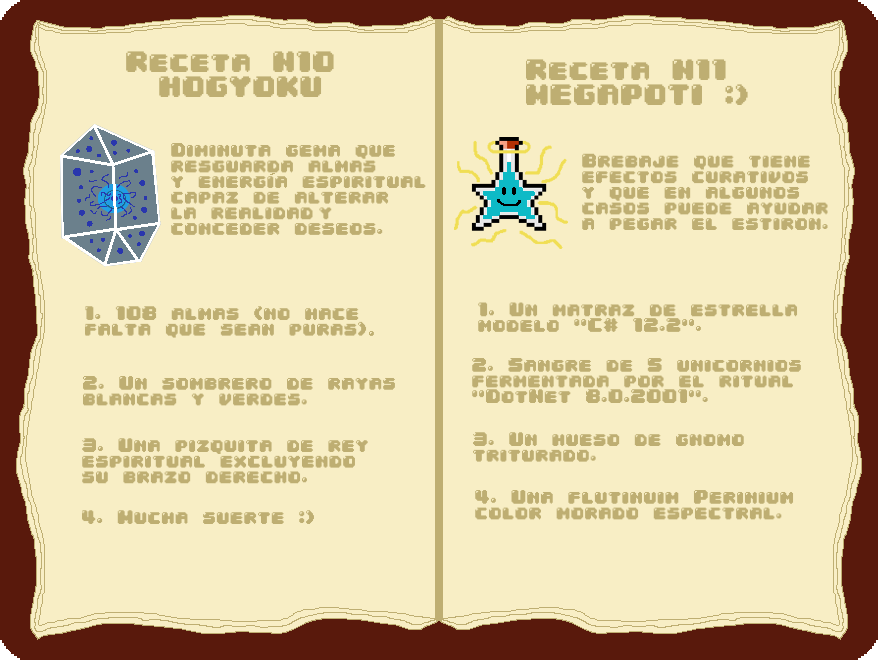 Receta N10
HOGYOKU
Diminuta gema que
resguarda almas
y energía espiritual
capaz de alterar
la realidad y
conceder deseos.
1. 108 almas (no hace
falta que sean puras).
2. Un sombrero de rayas
blancas y verdes.
3. Una pizquita de rey
espiritual excluyendo
su brazo derecho.
4. Mucha suerte :)
Receta N11
MEGAPOTI :)
Brebaje que tiene
efectos curativos
y que en algunos
casos puede ayudar
a pegar el estiron.
1. Un matraz de estrella
modelo "C# 12.2".
2. Sangre de 5 unicornios
fermentada por el ritual
"DotNet 8.0.2001".
3. Un hueso de gnomo
triturado.
4. Una flutinuim Perinium
color morado espectral.